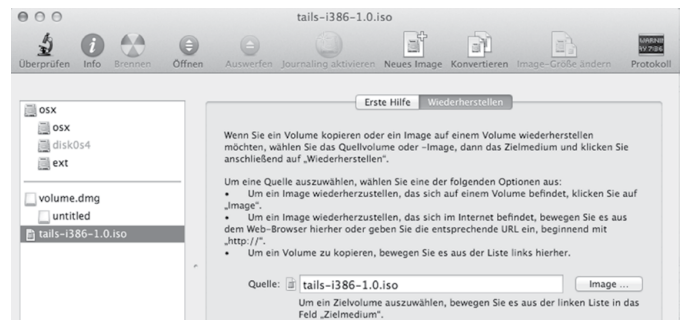 tails-i386-1.0.iso
Überprüfen Info Brennen Öffnen Auswerfen Journaling aktivieren Neues Image Konvertieren Image-Größe ändern Protokoll
osx
osx
disk0s4
ext
volume.dmg
untitled
tails-i386-1.0.iso
Erste Hilfe Wiederherstellen
Wenn Sie ein Volume kopieren oder ein Image auf einem Volume wiederherstellen
möchten, wählen Sie das Quellvolume oder -Image, dann das Zielmedium und klicken Sie
anschließend auf „Wiederherstellen“.
Um eine Quelle auszuwählen, wählen Sie eine der folgenden Optionen aus:
• Um ein Image wiederherzustellen, das sich auf einem Volume befindet, klicken Sie auf
„Image“.
• Um ein Image wiederherzustellen, das sich im Internet befindet, bewegen Sie es aus
dem Web-Browser hierher oder geben Sie die entsprechende URL ein, beginnend mit
„http://“.
• Um ein Volume zu kopieren, bewegen Sie es aus der Liste links hierher.
Quelle: tails-i386-1.0.iso Image ...
Um ein Zielvolume auszuwählen, bewegen Sie es aus der linken Liste in das
Feld „Zielmedium“.